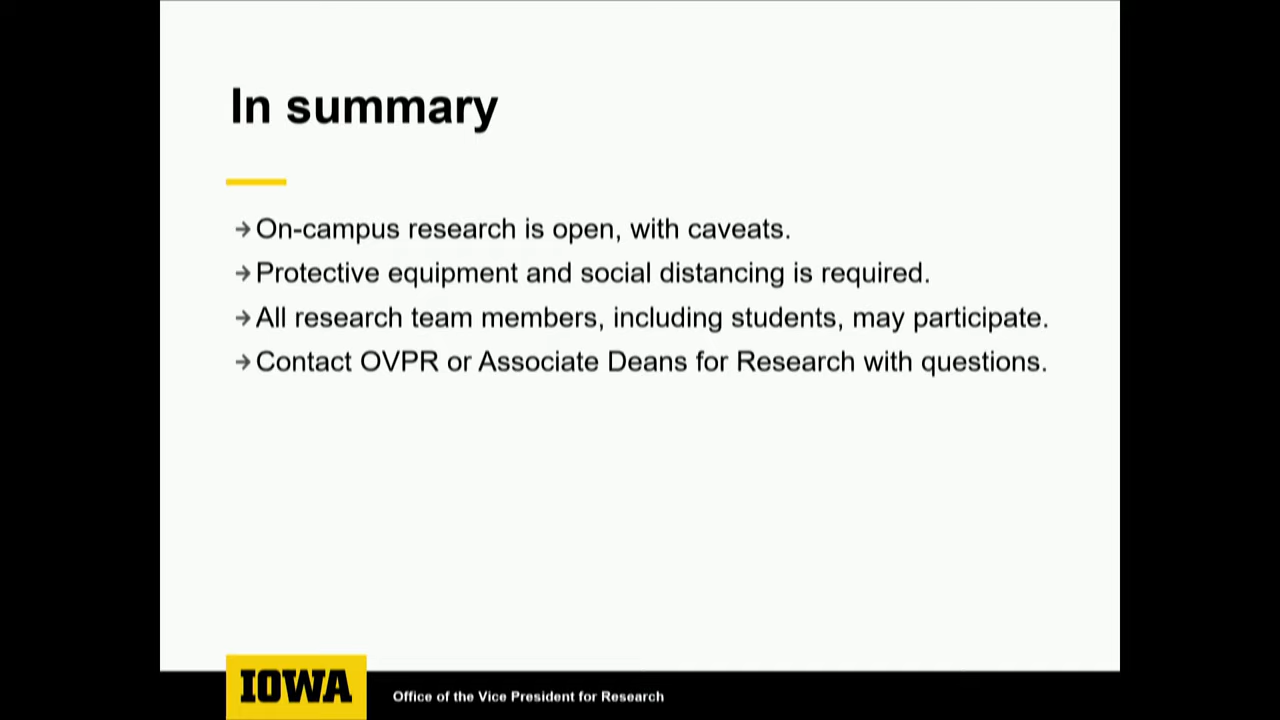 In summary
→On-campus research is open, with caveats.
→Protective equipment and social distancing is required.
→All research team members, including students, may participate.
→Contact OVPR or Associate Deans for Research with questions.
IOWA
Office of the Vice President for Research